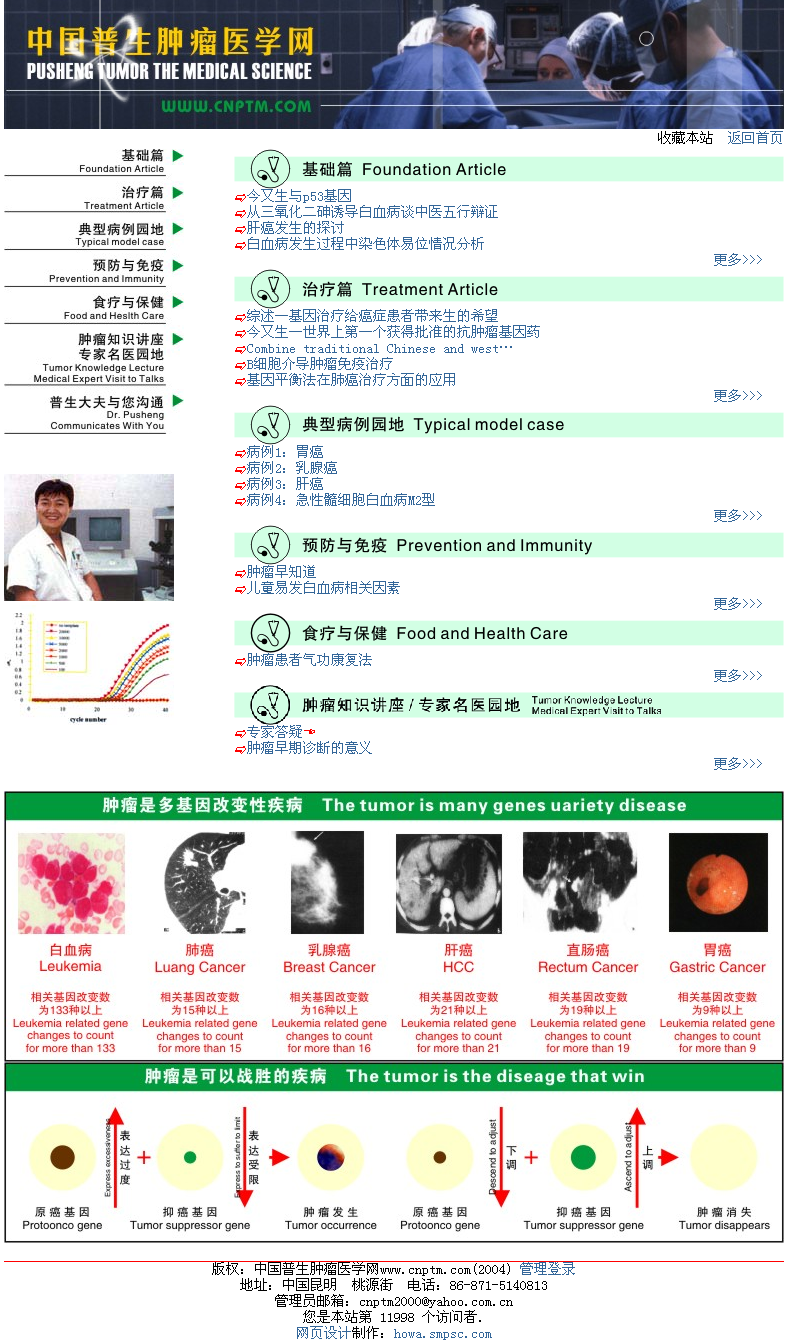 中国普生肿瘤医学网
PUSHENG TUMOR THE MEDICAL SCIENCE
WWW.CNPTM.COM
收藏本站 返回首页
基础篇
Foundation Article
治疗篇
Treatment Article
典型病例园地
Typical model case
预防与免疫
Prevention and Immunity
食疗与保健
Food and Heslth Care
肿瘤知识讲座
专家名医园地
Tumor Knowledge Lecture
Medical Expert Visit to Talks
普生大夫与您沟通
Dr. Pusheng
Communicates With You
2.2
2
1.8
1.6
1.4
1.2
1
0.8
0.6
0.4
0.2
0
0 10 20 30 40
cycle number
基础篇 Foundation Article
今又生与p53基因
从三氧化二砷诱导白血病谈中医五行辩证
肝癌发生的探讨
白血病发生过程中染色体易位情况分析
更多>>>
治疗篇 Treatment Article
综述—基因治疗给癌症患者带来生的希望
今又生—世界上第一个获得批准的抗肿瘤基因药
Combine traditional Chinese and west…
B细胞介导肿瘤免疫治疗
基因平衡法在肺癌治疗方面的应用
更多>>>
典型病例园地 Typical model case
病例1：胃癌
病例2：乳腺癌
病例3：肝癌
病例4：急性髓细胞白血病M2型
更多>>>
预防与免疫 Prevention and Immunity
肿瘤早知道
儿童易发白血病相关因素
更多>>>
食疗与保健 Food and Health Care
肿瘤患者气功康复法
更多>>>
肿瘤知识讲座/专家名医园地 Tumor Knowledge Lecture
Medical Expert Visit to Talks
专家答疑
肿瘤早期诊断的意义
更多>>>
肿瘤是多基因改变性疾病 The tumor is many genes uariety disease
白血病 肺癌 乳腺癌 肝癌 直肠癌 胃癌
Leukemia Luang Cancer Breast Cancer HCC Rectum Cancer Gastric Cancer
相关基因改变数 相关基因改变数 相关基因改变数 相关基因改变数 相关基因改变数 相关基因改变数
为133种以上 为15种以上 为16种以上 为21种以上 为19种以上 为9种以上
Leukemia related gene Leukemia related gene Leukemia related gene Leukemia related gene Leukemia related gene Leukemia related gene
changes to count changes to count changes to count changes to count changes to count changes to count
for more than 133 for more than 15 for more than 16 for more than 21 for more than 19 for more than 9
肿瘤是可以战胜的疾病 The tumor is the diseage that win
Express excessiveness
表达过度
+
Express to suffer to limit
表达受限
Descend to adjust
下调
+
Ascend to adjust
上调
原癌基因 抑癌基因 肿瘤发生 原癌基因 抑癌基因 肿瘤消失
Protoonco gene Tumor suppressor gene Tumor occurrence Protoonco gene Tumor suppressor gene Tumor disappears
版权：中国普生肿瘤医学网www.cnptm.com(2004) 管理登录
地址：中国昆明 桃源街 电话：86-871-5140813
管理员邮箱：cnptm2000@yahoo.com.cn
您是本站第 11998 个访问者.
网页设计制作：howa.smpsc.com